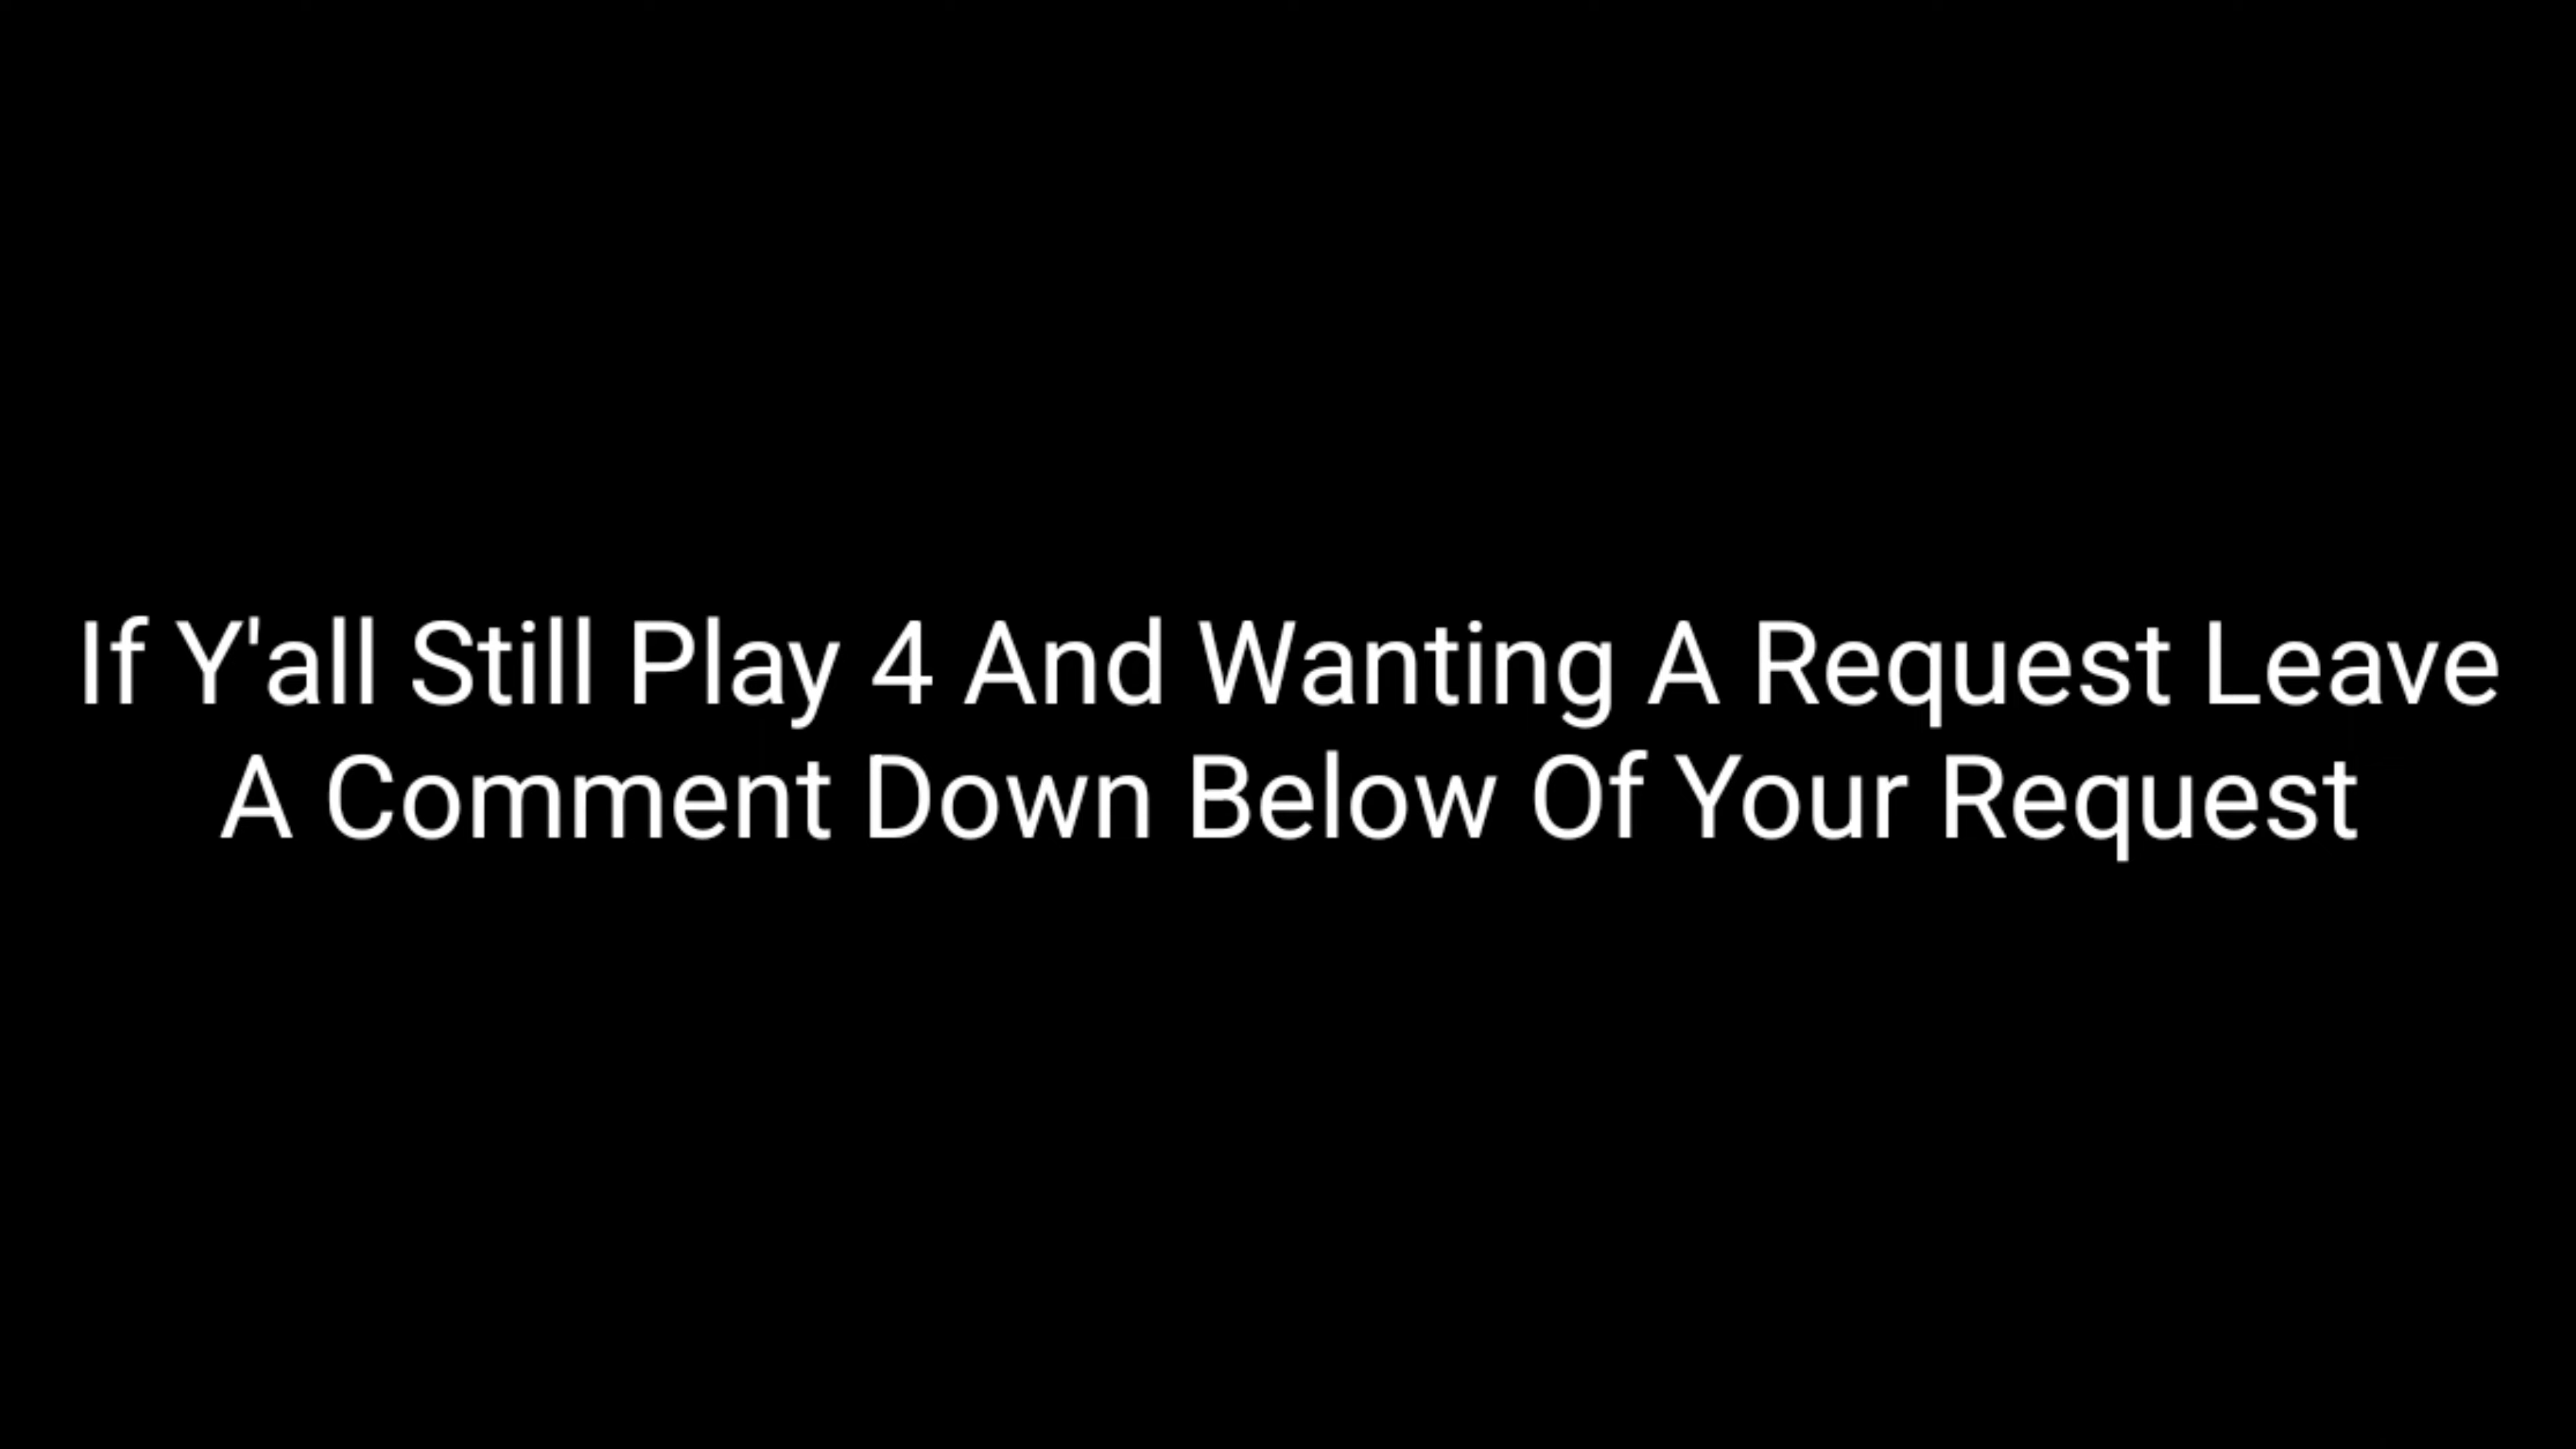 If Y'all Still Play 4 And Wanting A Request Leave
A Comment Down Below Of Your Request